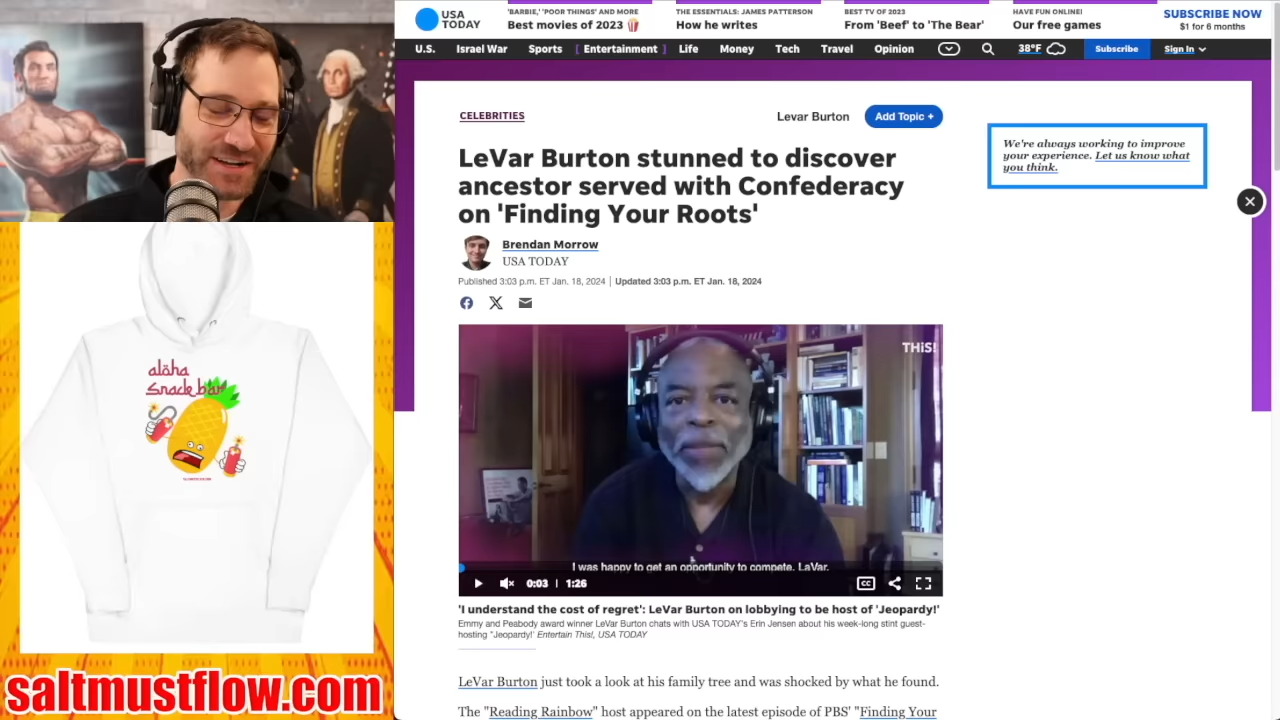 USA
TODAY
'BARBIE,' 'POOR THINGS' AND MORE
Best movies of 2023
THE ESSENTIALS: JAMES PATTERSON
How he writes
BEST TV OF 2023
From 'Beef' to 'The Bear'
HAVE FUN ONLINE!
Our free games
SUBSCRIBE NOW
$1 for 6 months
U.S. Israel War Sports [ Entertainment ] Life Money Tech Travel Opinion 38°F Subscribe Sign In
CELEBRITIES
Levar Burton Add Topic +
We're always working to improve
your experience. Let us know what
you think.
LeVar Burton stunned to discover
ancestor served with Confederacy
on 'Finding Your Roots'
Brendan Morrow
USA TODAY
Published 3:03 p.m. ET Jan. 18, 2024 | Updated 3:03 p.m. ET Jan. 18, 2024
THiS!
I was happy to get an opportunity to compete. LaVar.
0:03 | 1:26
CC
'I understand the cost of regret': LeVar Burton on lobbying to be host of 'Jeopardy!'
Emmy and Peabody award winner LeVar Burton chats with USA TODAY's Erin Jensen about his week-long stint guest-
hosting "Jeopardy!' Entertain This!, USA TODAY
LeVar Burton just took a look at his family tree and was shocked by what he found.
The "Reading Rainbow" host appeared on the latest episode of PBS' "Finding Your
alöha
snack bar
saltmustflow.com